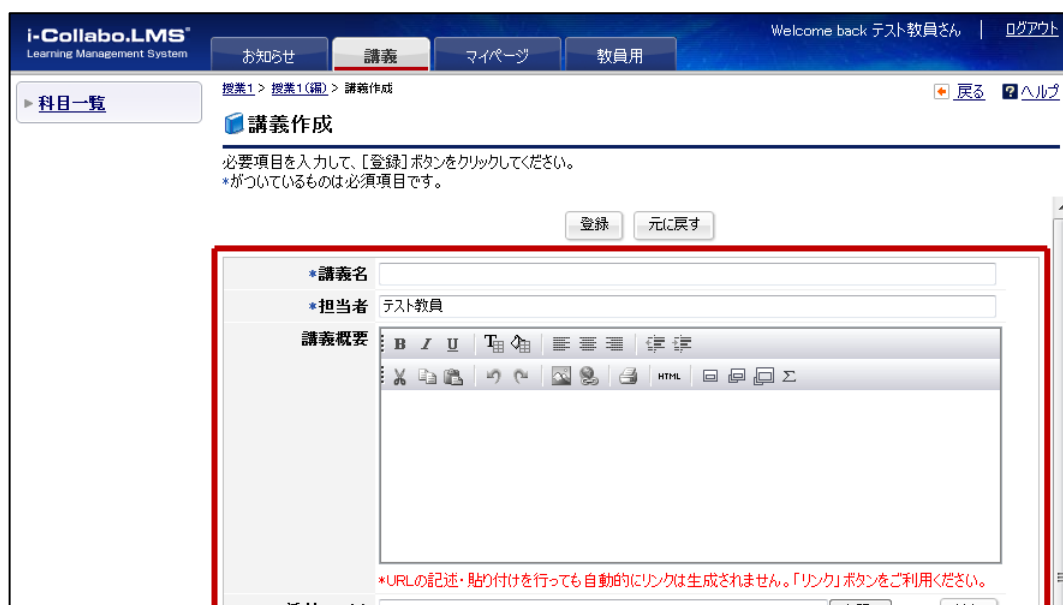 i-Collabo.LMS
Learning Management System
Welcome back テスト教員さん | ログアウト
お知らせ 講義 マイページ 教員用
科目一覧
授業1 > 授業1(編) > 講義作成
戻る ヘルプ
講義作成
必要項目を入力して、[登録]ボタンをクリックしてください。
*がついているものは必須項目です。
登録 元に戻す
*講義名
*担当者 テスト教員
講義概要
B I U
HTML Σ
*URLの記述・貼り付けを行っても自動的にリンクは生成されません。「リンク」ボタンをご利用ください。